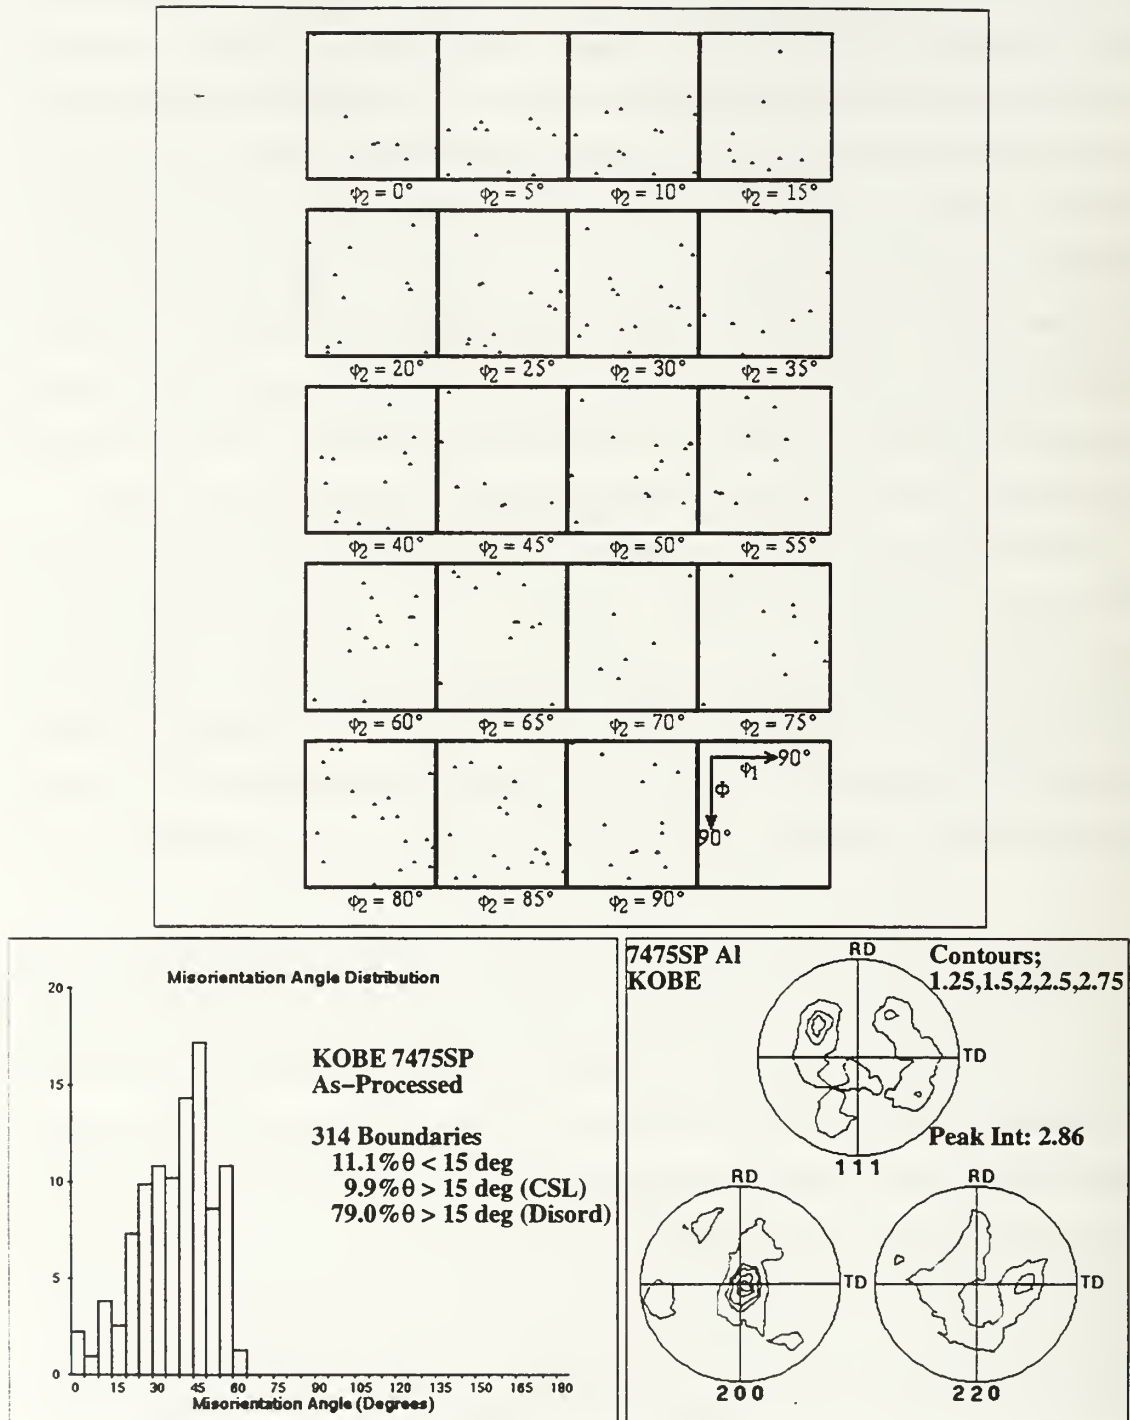 φ2 = 0° φ2 = 5° φ2 = 10° φ2 = 15°
φ2 = 20° φ2 = 25° φ2 = 30° φ2 = 35°
φ2 = 40° φ2 = 45° φ2 = 50° φ2 = 55°
φ2 = 60° φ2 = 65° φ2 = 70° φ2 = 75°
90°
φ1
Φ
90°
φ2 = 80° φ2 = 85° φ2 = 90°
Misorientation Angle Distribution
20
15
10
5
0
KOBE 7475SP
As-Processed
314 Boundaries
11.1%θ < 15 deg
9.9%θ > 15 deg (CSL)
79.0%θ > 15 deg (Disord)
0 15 30 45 60 75 90 105 120 135 150 165 180
Misorientation Angle (Degrees)
7475SP Al
KOBE
RD
Contours;
1.25,1.5,2,2.5,2.75
TD
Peak Int: 2.86
111
RD
TD
200
RD
TD
220